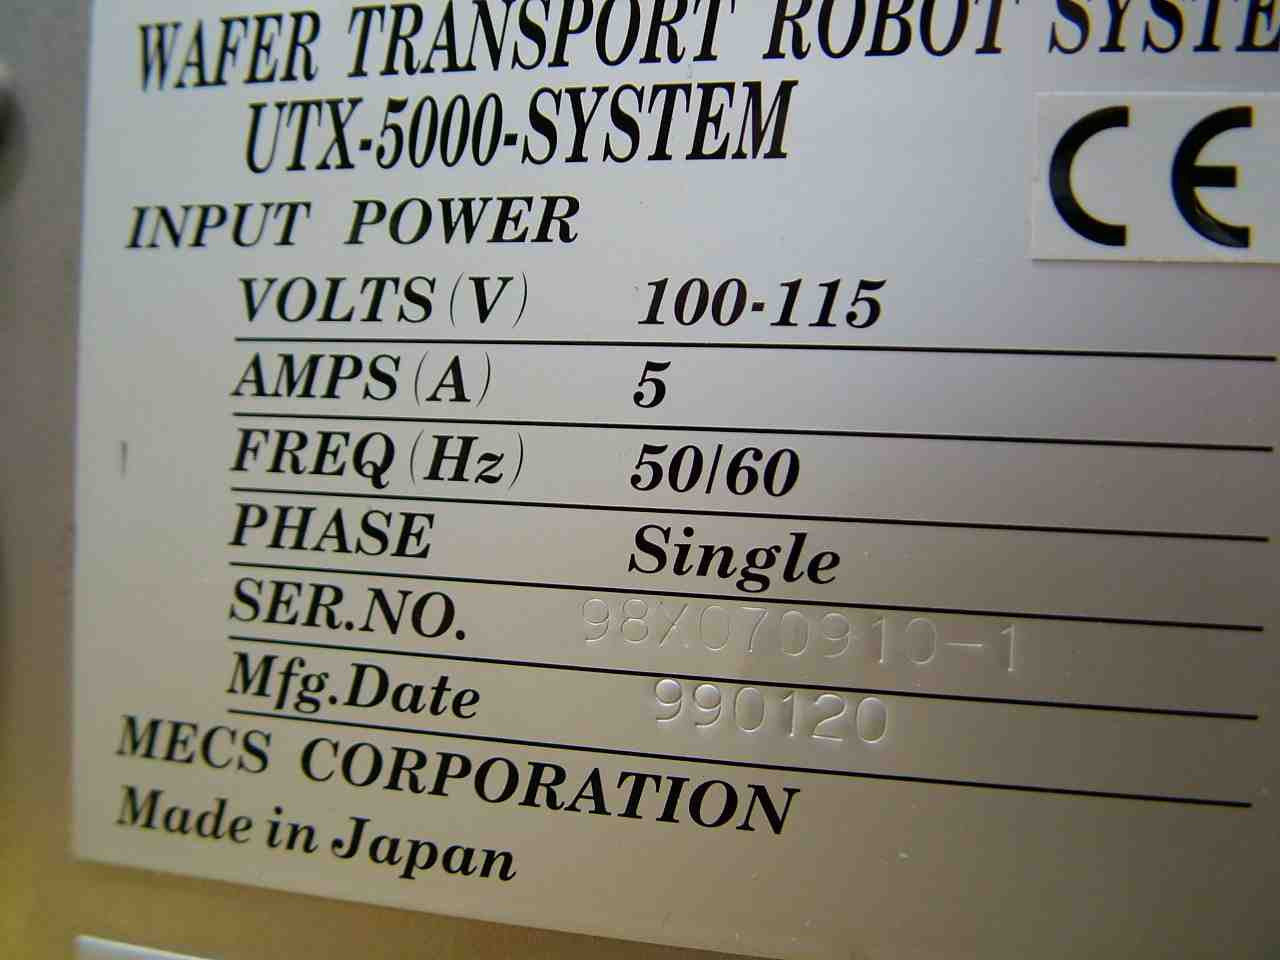 WAFER TRANSPORT ROBOT SYSTE
UTX-5000-SYSTEM
CE
INPUT POWER
VOLTS (V) 100-115
AMPS (A) 5
FREQ (Hz) 50/60
PHASE Single
SER.NO. 98X070910-1
Mfg.Date 990120
MECS CORPORATION
Made in Japan